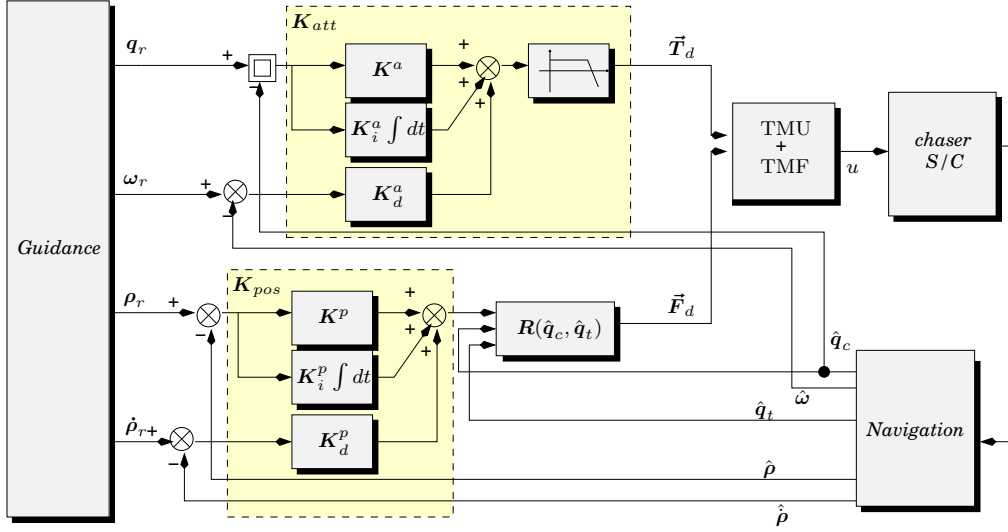 K_att
q_r
+
−
K^a
+
+
+
T⃗_d
K_i^a ∫ dt
TMU
+
TMF
chaser
S/C
u
ω_r
+
−
K_d^a
Guidance
K_pos
ρ_r
+
−
K^p
+
+
+
R(q̂_c, q̂_t)
F⃗_d
K_i^p ∫ dt
q̂_c
ω̂
q̂_t
ρ̇_r
+
−
K_d^p
Navigation
ρ̂
ρ̇̂